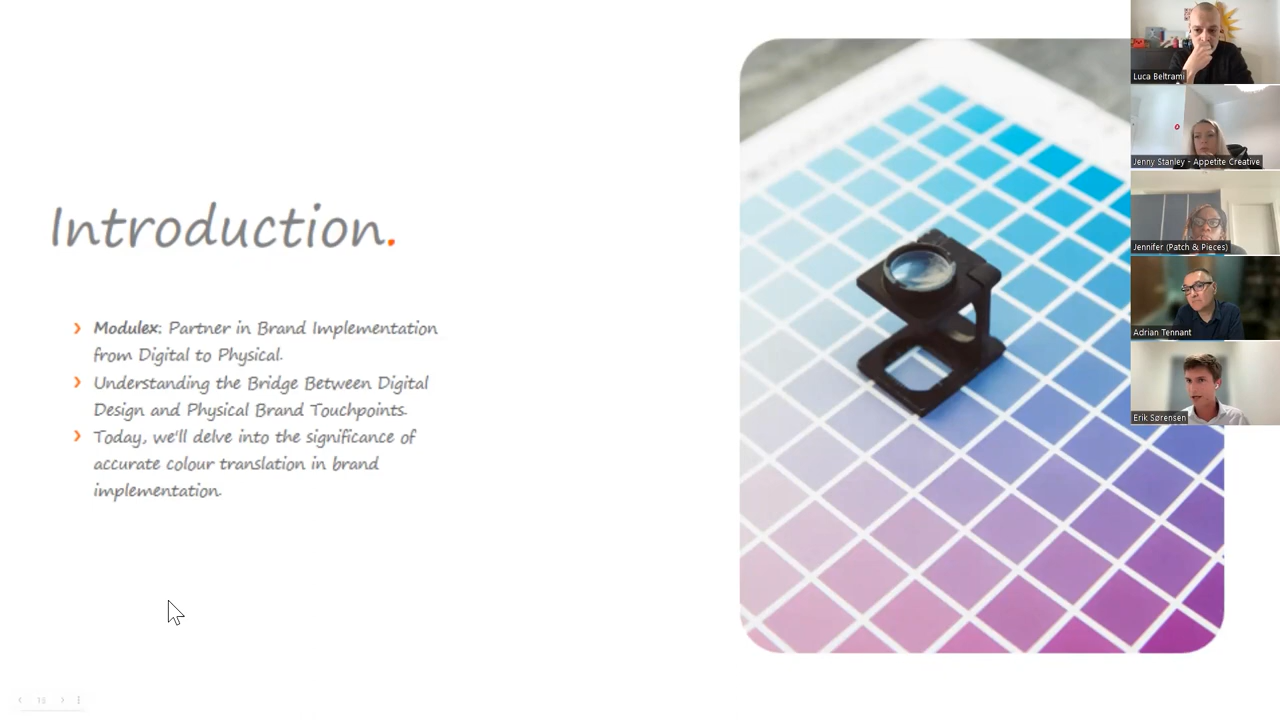 Introduction.
Modulex: Partner in Brand Implementation
from Digital to Physical.
Understanding the Bridge Between Digital
Design and Physical Brand Touchpoints.
Today, we'll delve into the significance of
accurate colour translation in brand
implementation.
Luca Beltrami
Jenny Stanley - Appetite Creative
Jennifer (Patch & Pieces)
Adrian Tennant
Erik Sørensen